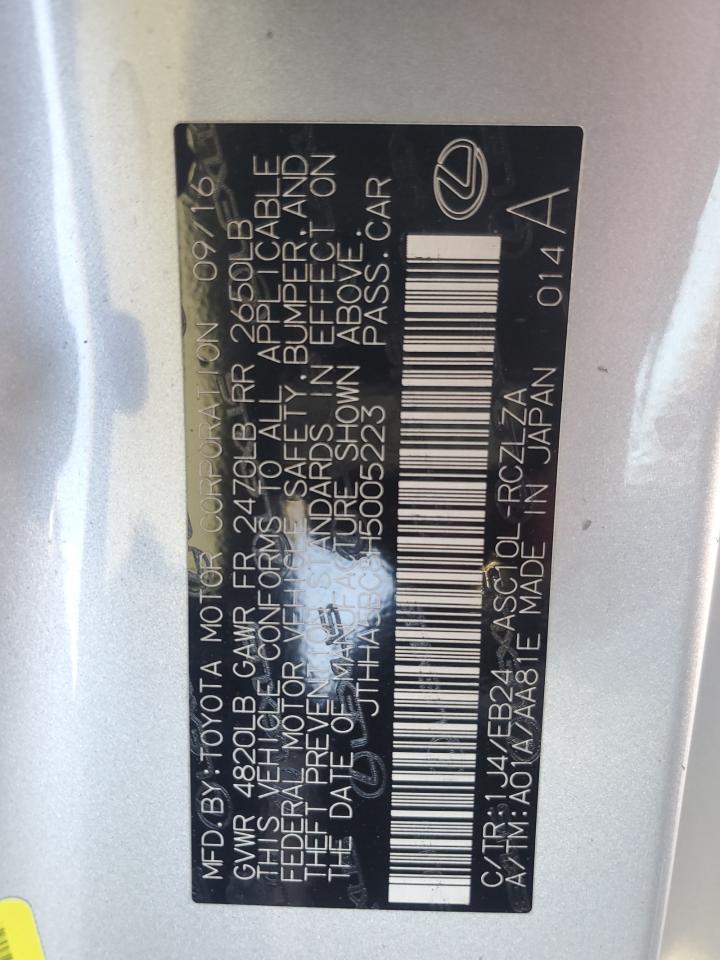 MFD. BY: TOYOTA MOTOR CORPORATION 09/16
GVWR 4820LB GAWR FR 2470LB RR 2650LB
THIS VEHICLE CONFORMS TO ALL APPLICABLE
FEDERAL MOTOR VEHICLE SAFETY, BUMPER, AND
THEFT PREVENTION STANDARDS IN EFFECT ON
THE DATE OF MANUFACTURE SHOWN ABOVE.
PASS. CAR
C/TR: 1J4/EB24 ASC10L-RCZLZA
A/TM: A01A/AA81E MADE IN JAPAN 014 A